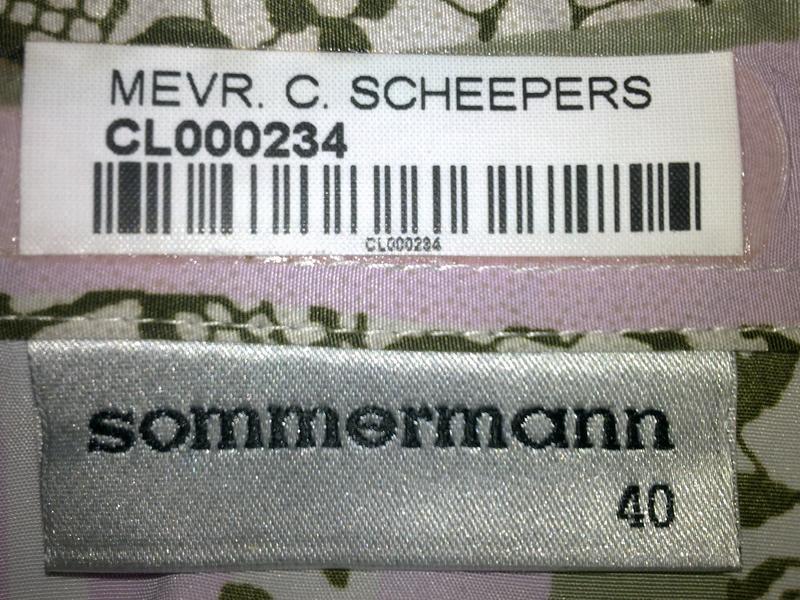 MEVR. C. SCHEEPERS
CL000234
CL000234
sommermann
40